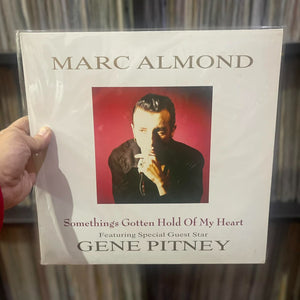 MARC ALMOND
Somethings Gotten Hold Of My Heart
Featuring Special Guest Star
GENE PITNEY